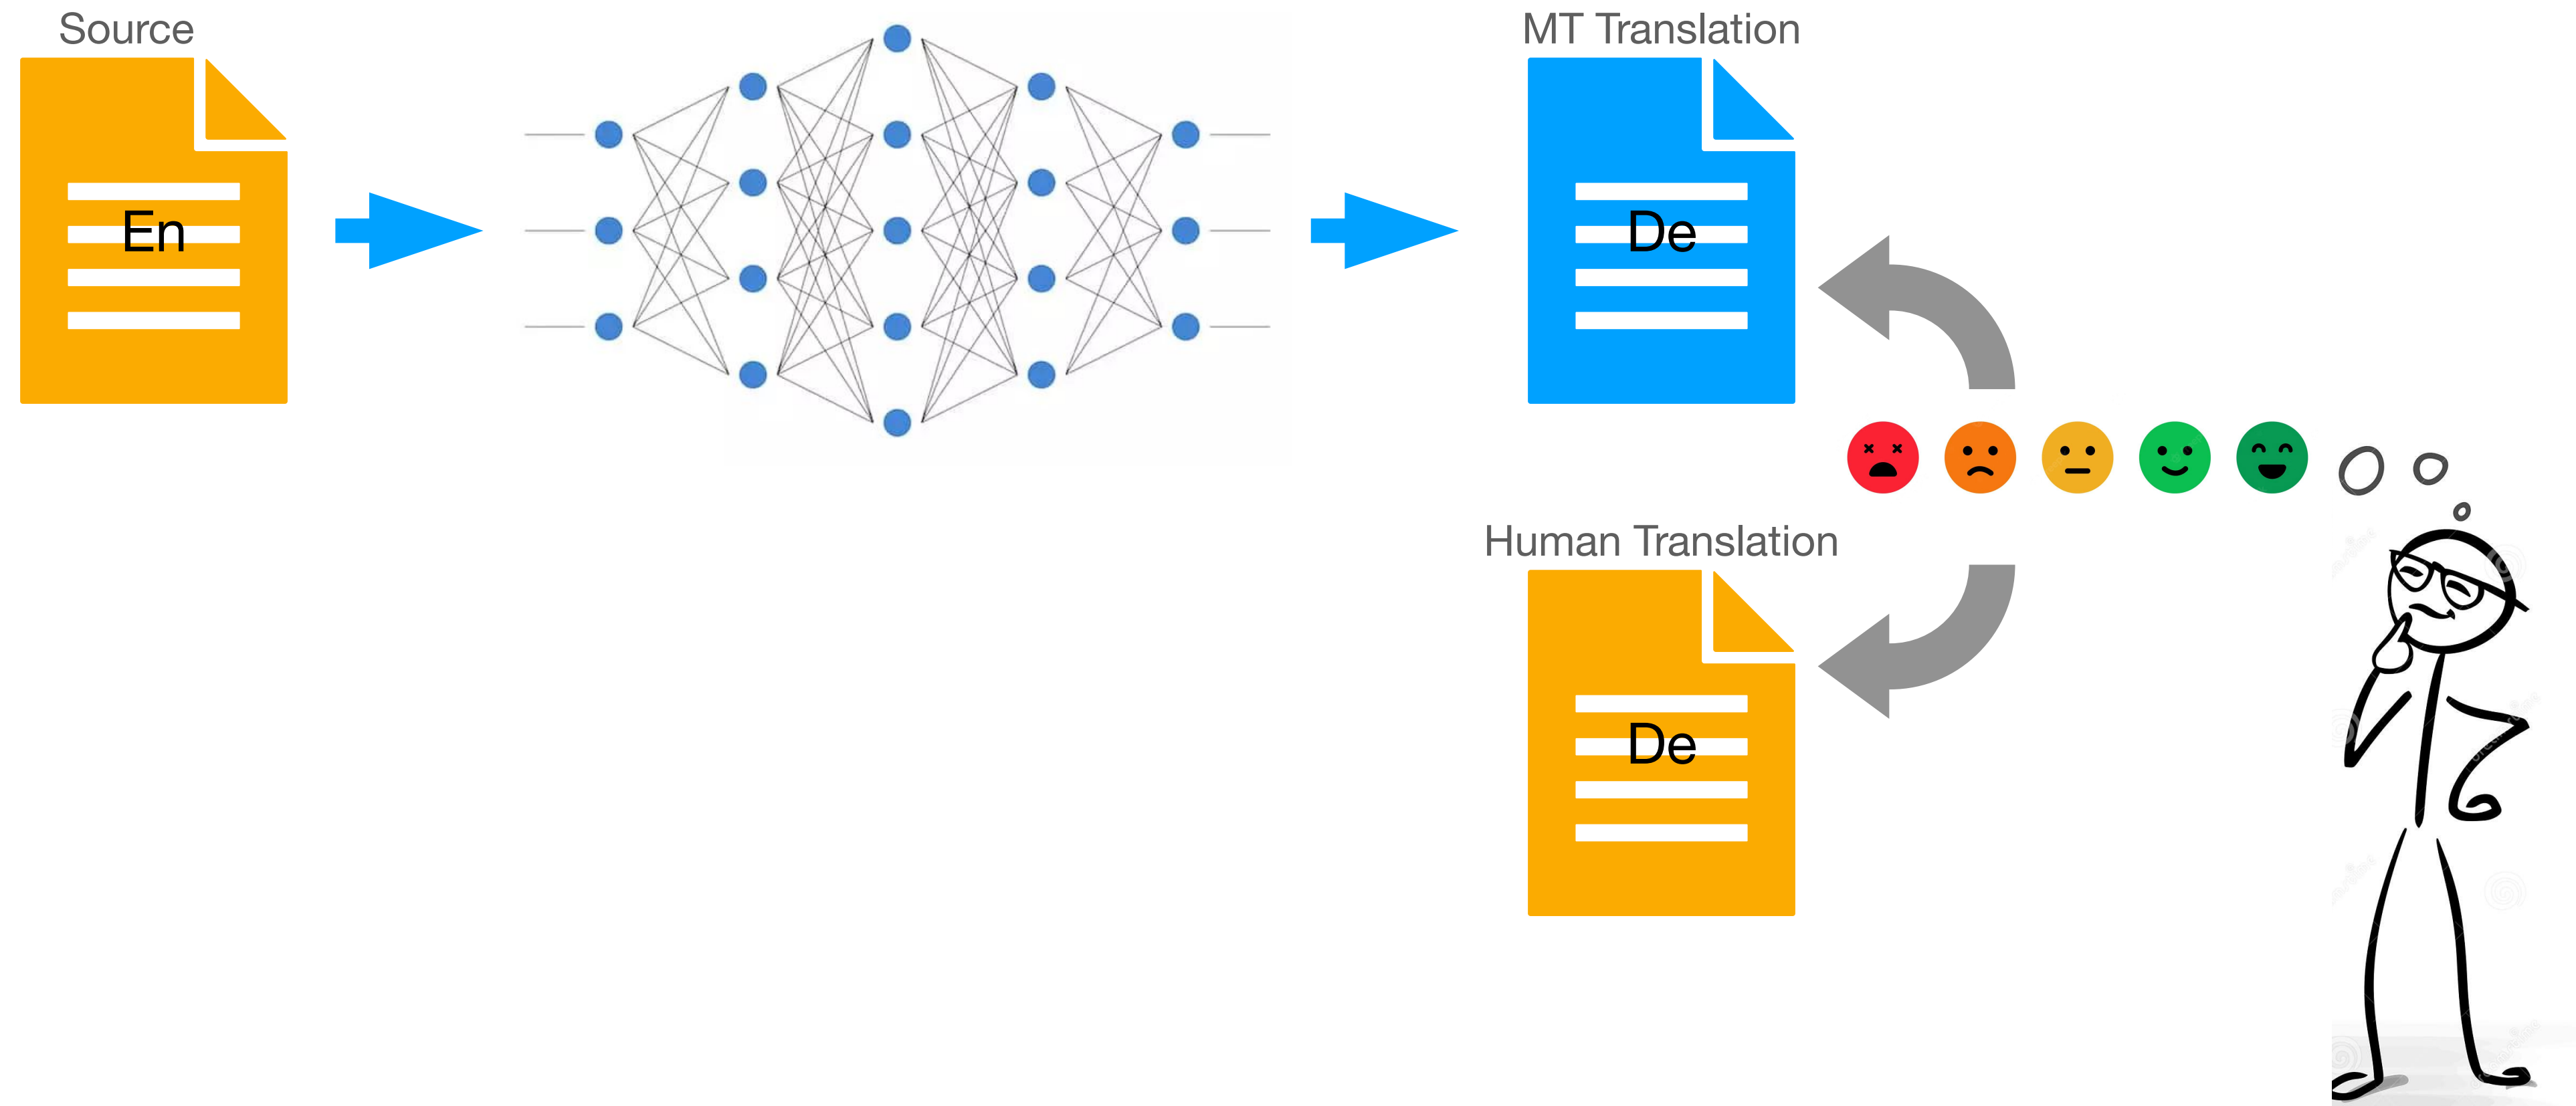 Source
En
MT Translation
De
Human Translation
De